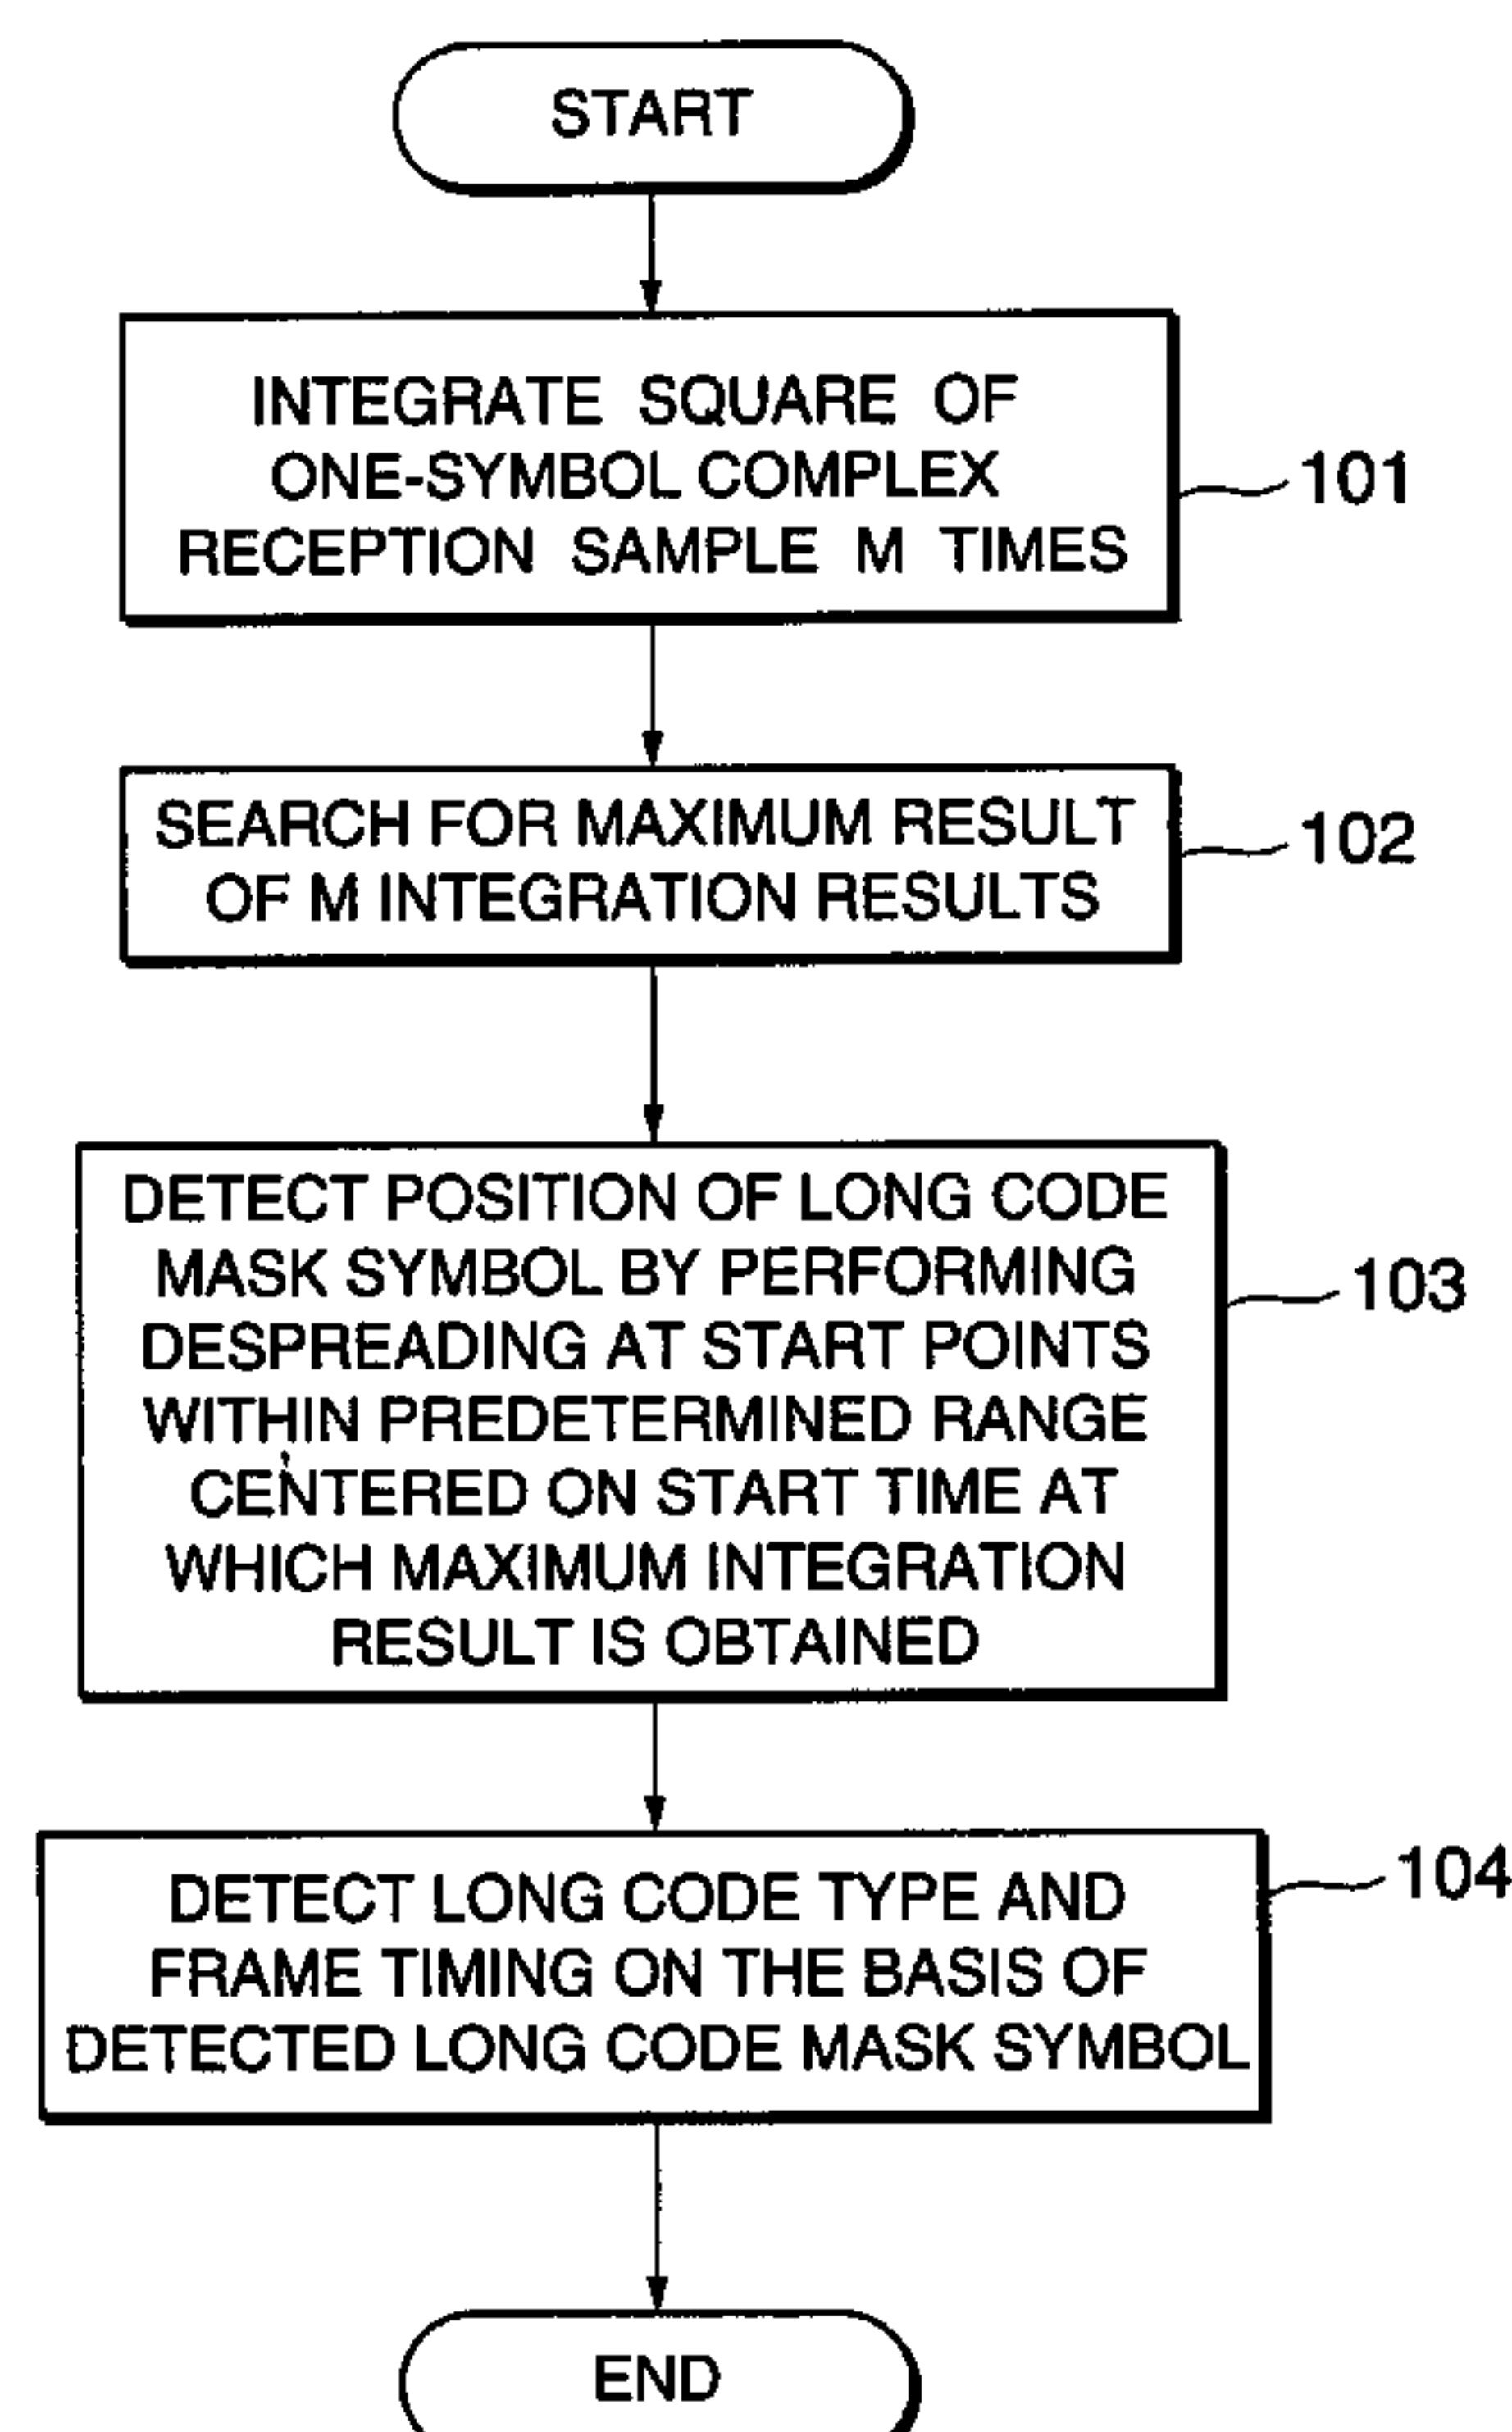 START
INTEGRATE SQUARE OF
ONE-SYMBOL COMPLEX
RECEPTION SAMPLE M TIMES
101
SEARCH FOR MAXIMUM RESULT
OF M INTEGRATION RESULTS
102
DETECT POSITION OF LONG CODE
MASK SYMBOL BY PERFORMING
DESPREADING AT START POINTS
WITHIN PREDETERMINED RANGE
CENTERED ON START TIME AT
WHICH MAXIMUM INTEGRATION
RESULT IS OBTAINED
103
DETECT LONG CODE TYPE AND
FRAME TIMING ON THE BASIS OF
DETECTED LONG CODE MASK SYMBOL
104
END